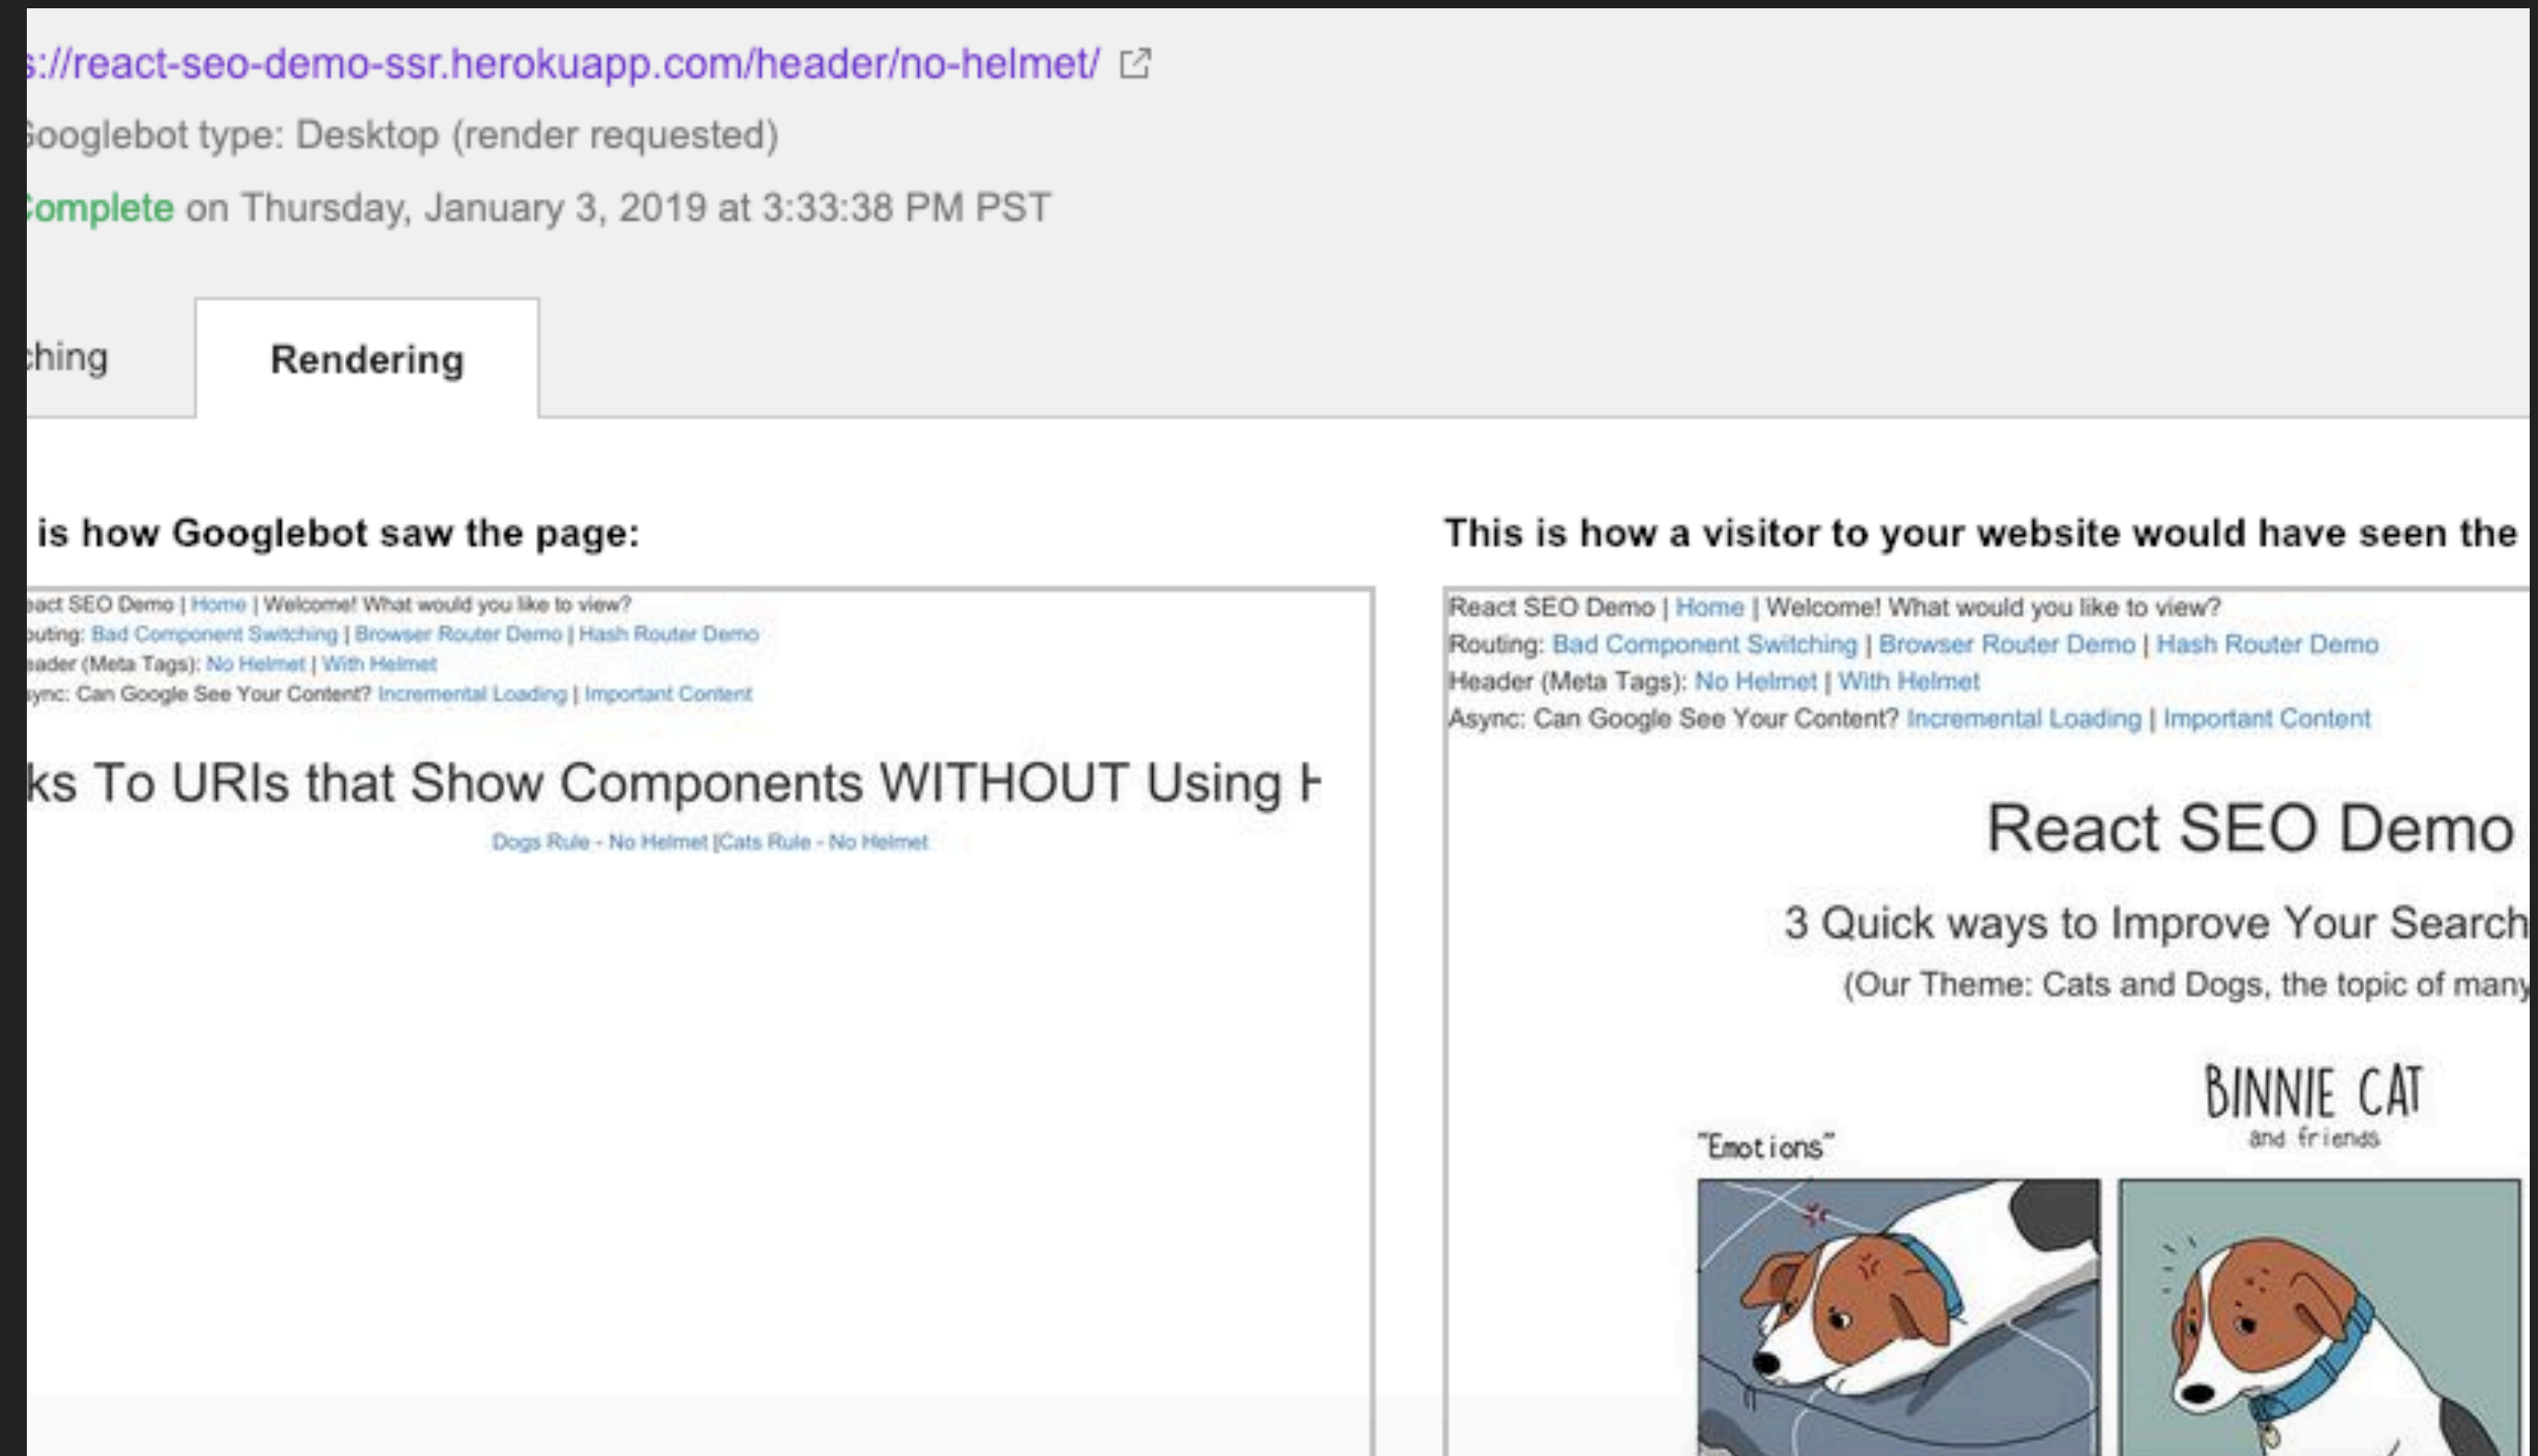 s://react-seo-demo-ssr.herokuapp.com/header/no-helmet/
Googlebot type: Desktop (render requested)
Complete on Thursday, January 3, 2019 at 3:33:38 PM PST
ching
Rendering
is how Googlebot saw the page:
eact SEO Demo | Home | Welcome! What would you like to view?
outing: Bad Component Switching | Browser Router Demo | Hash Router Demo
eader (Meta Tags): No Helmet | With Helmet
sync: Can Google See Your Content? Incremental Loading | Important Content
ks To URIs that Show Components WITHOUT Using H
Dogs Rule - No Helmet |Cats Rule - No Helmet
This is how a visitor to your website would have seen the
React SEO Demo | Home | Welcome! What would you like to view?
Routing: Bad Component Switching | Browser Router Demo | Hash Router Demo
Header (Meta Tags): No Helmet | With Helmet
Async: Can Google See Your Content? Incremental Loading | Important Content
React SEO Demo
3 Quick ways to Improve Your Search
(Our Theme: Cats and Dogs, the topic of many
BINNIE CAT
and friends
"Emotions"